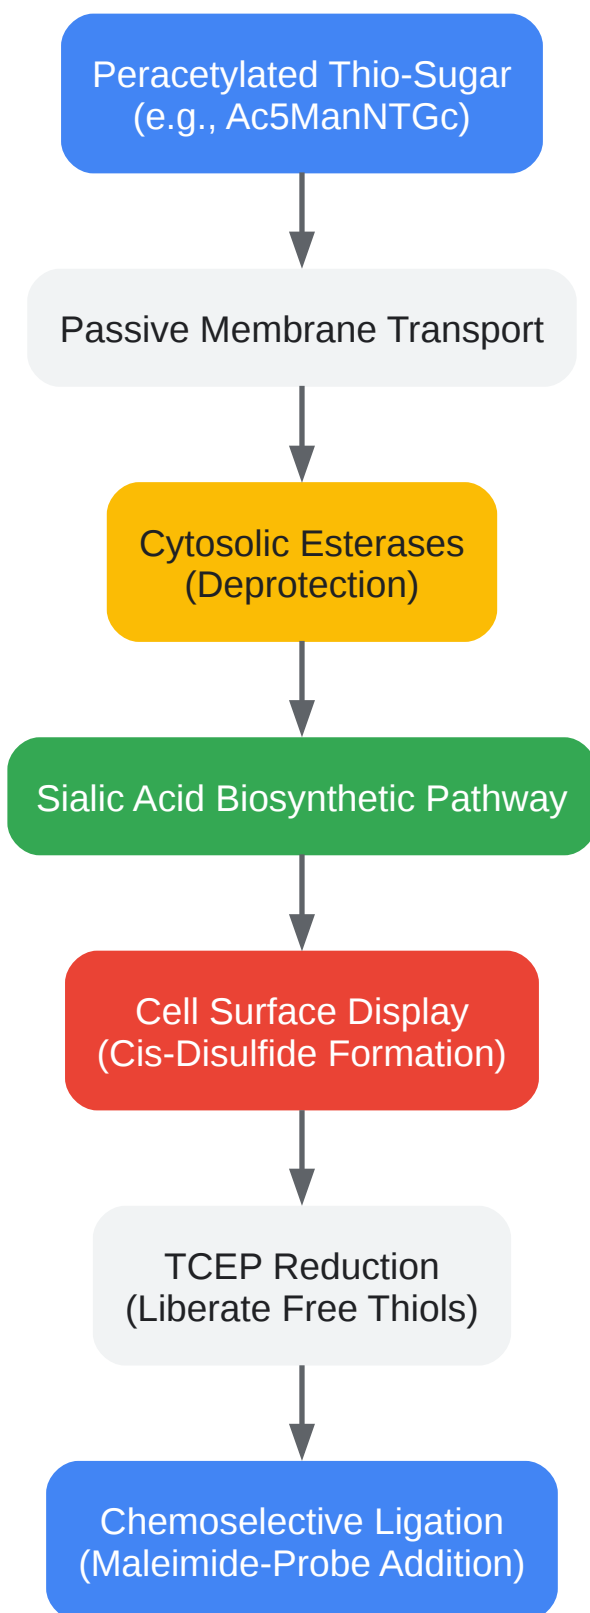 Peracetylated Thio-Sugar
(e.g., Ac5ManNTGc)
Passive Membrane Transport
Cytosolic Esterases
(Deprotection)
Sialic Acid Biosynthetic Pathway
Cell Surface Display
(Cis-Disulfide Formation)
TCEP Reduction
(Liberate Free Thiols)
Chemoselective Ligation
(Maleimide-Probe Addition)